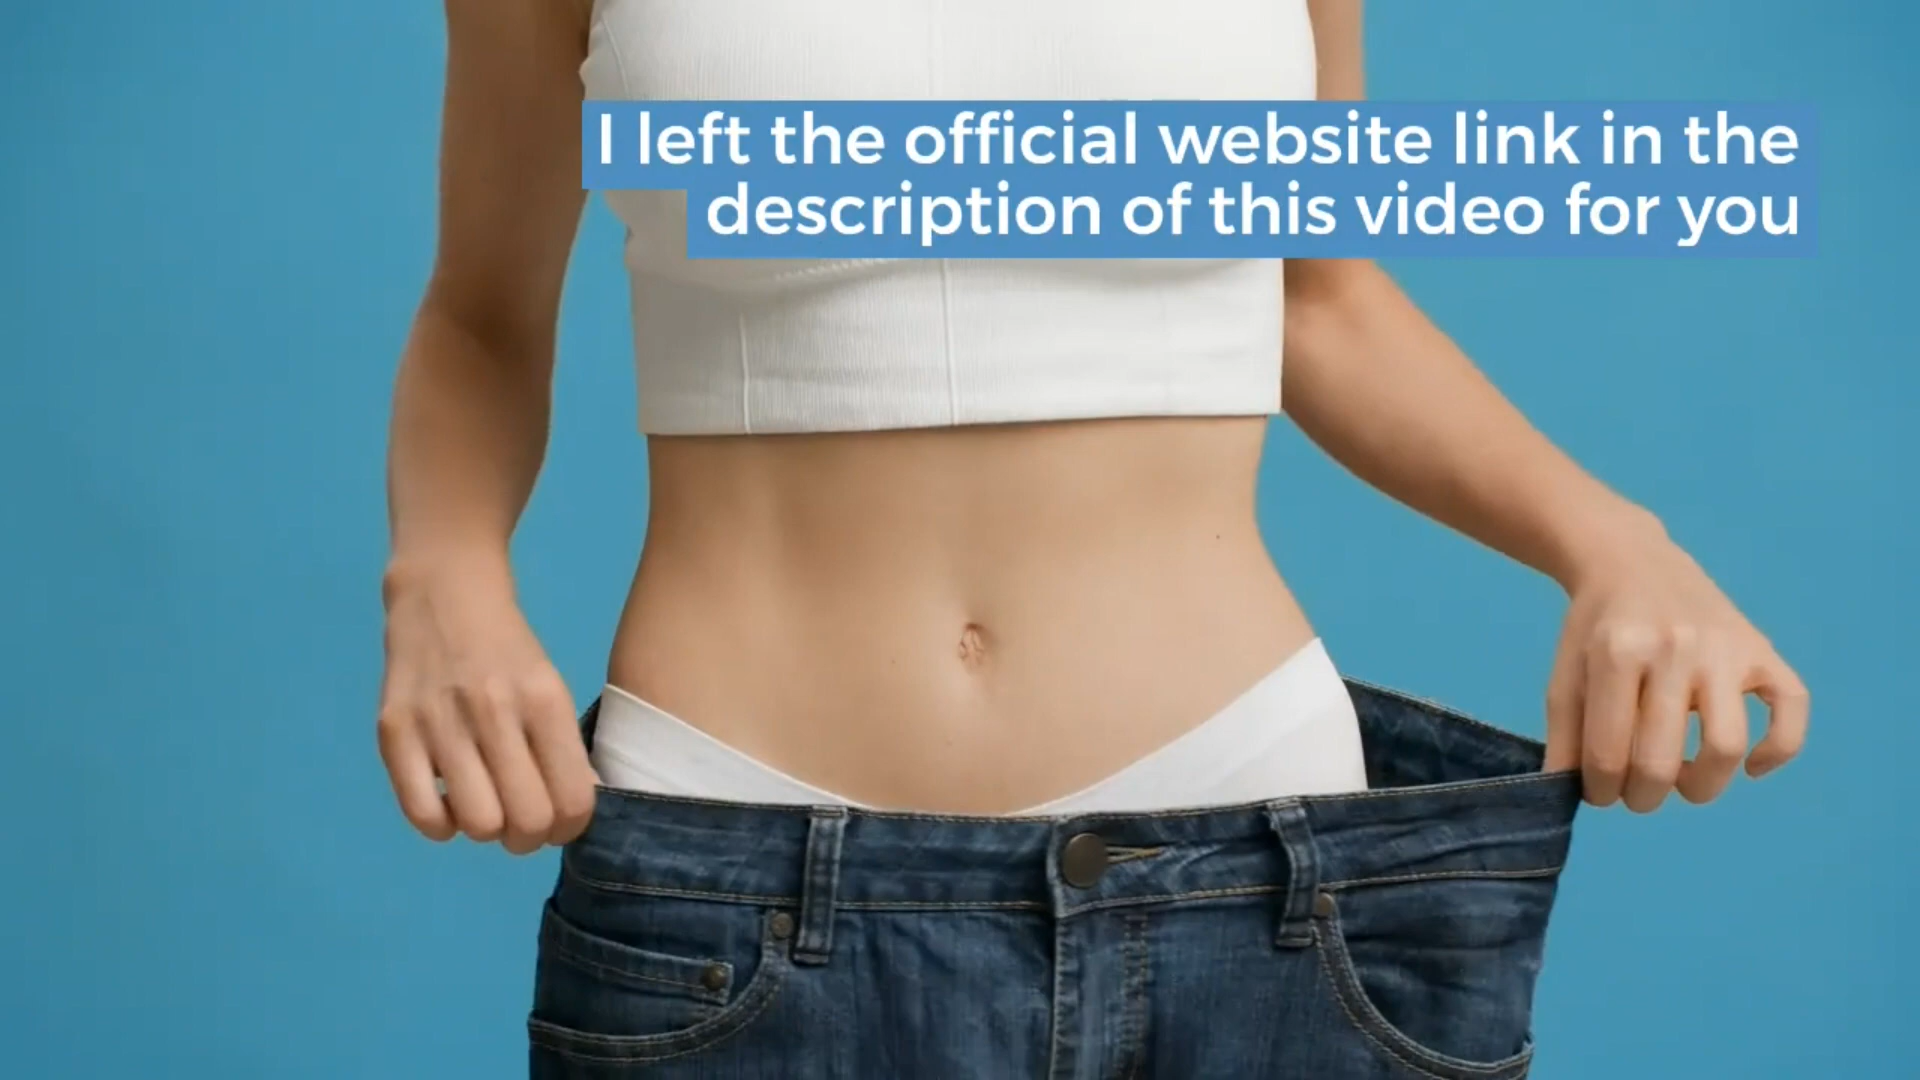 I left the official website link in the
description of this video for you